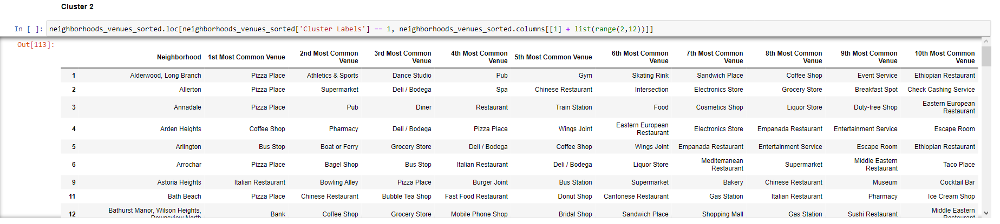 Cluster 2
In [ ]: neighborhoods_venues_sorted.loc[neighborhoods_venues_sorted['Cluster Labels'] == 1, neighborhoods_venues_sorted.columns[[1] + list(range(2,12))]]
Out[113]:
Neighborhood 1st Most Common Venue 2nd Most Common Venue 3rd Most Common Venue 4th Most Common Venue 5th Most Common Venue 6th Most Common Venue 7th Most Common Venue 8th Most Common Venue 9th Most Common Venue 10th Most Common Venue
1 Alderwood, Long Branch Pizza Place Athletics & Sports Dance Studio Pub Gym Skating Rink Sandwich Place Coffee Shop Event Service Ethiopian Restaurant
2 Allerton Pizza Place Supermarket Deli / Bodega Spa Chinese Restaurant Intersection Electronics Store Grocery Store Breakfast Spot Check Cashing Service
3 Annadale Pizza Place Pub Diner Restaurant Train Station Food Cosmetics Shop Liquor Store Duty-free Shop Eastern European Restaurant
4 Arden Heights Coffee Shop Pharmacy Deli / Bodega Pizza Place Wings Joint Eastern European Restaurant Electronics Store Empanada Restaurant Entertainment Service Escape Room
5 Arlington Bus Stop Boat or Ferry Grocery Store Deli / Bodega Coffee Shop Wings Joint Empanada Restaurant Entertainment Service Escape Room Ethiopian Restaurant
6 Arrochar Pizza Place Bagel Shop Bus Stop Italian Restaurant Deli / Bodega Liquor Store Mediterranean Restaurant Supermarket Middle Eastern Restaurant Taco Place
9 Astoria Heights Italian Restaurant Bowling Alley Pizza Place Burger Joint Bus Station Supermarket Bakery Chinese Restaurant Museum Cocktail Bar
11 Bath Beach Pizza Place Chinese Restaurant Bubble Tea Shop Fast Food Restaurant Donut Shop Cantonese Restaurant Gas Station Italian Restaurant Pharmacy Ice Cream Shop
12 Bathurst Manor, Wilson Heights, Downsview North Bank Coffee Shop Grocery Store Mobile Phone Shop Bridal Shop Sandwich Place Shopping Mall Gas Station Sushi Restaurant Middle Eastern Restaurant